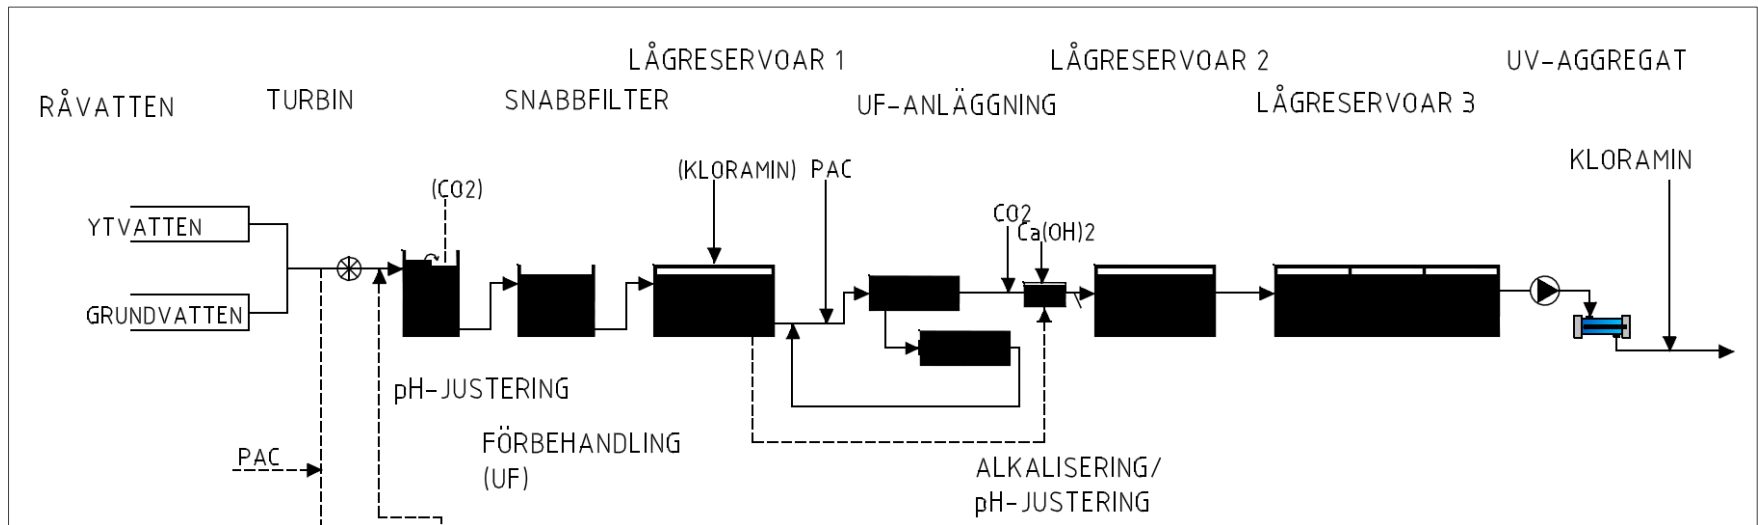 LÅGRESERVOAR 1
LÅGRESERVOAR 2
UV-AGGREGAT
RÅVATTEN
TURBIN
SNABBFILTER
UF-ANLÄGGNING
LÅGRESERVOAR 3
(KLORAMIN)
PAC
KLORAMIN
(CO2)
YTVATTEN
CO2
Ca(OH)2
GRUNDVATTEN
pH-JUSTERING
FÖRBEHANDLING
(UF)
PAC
ALKALISERING/
pH-JUSTERING